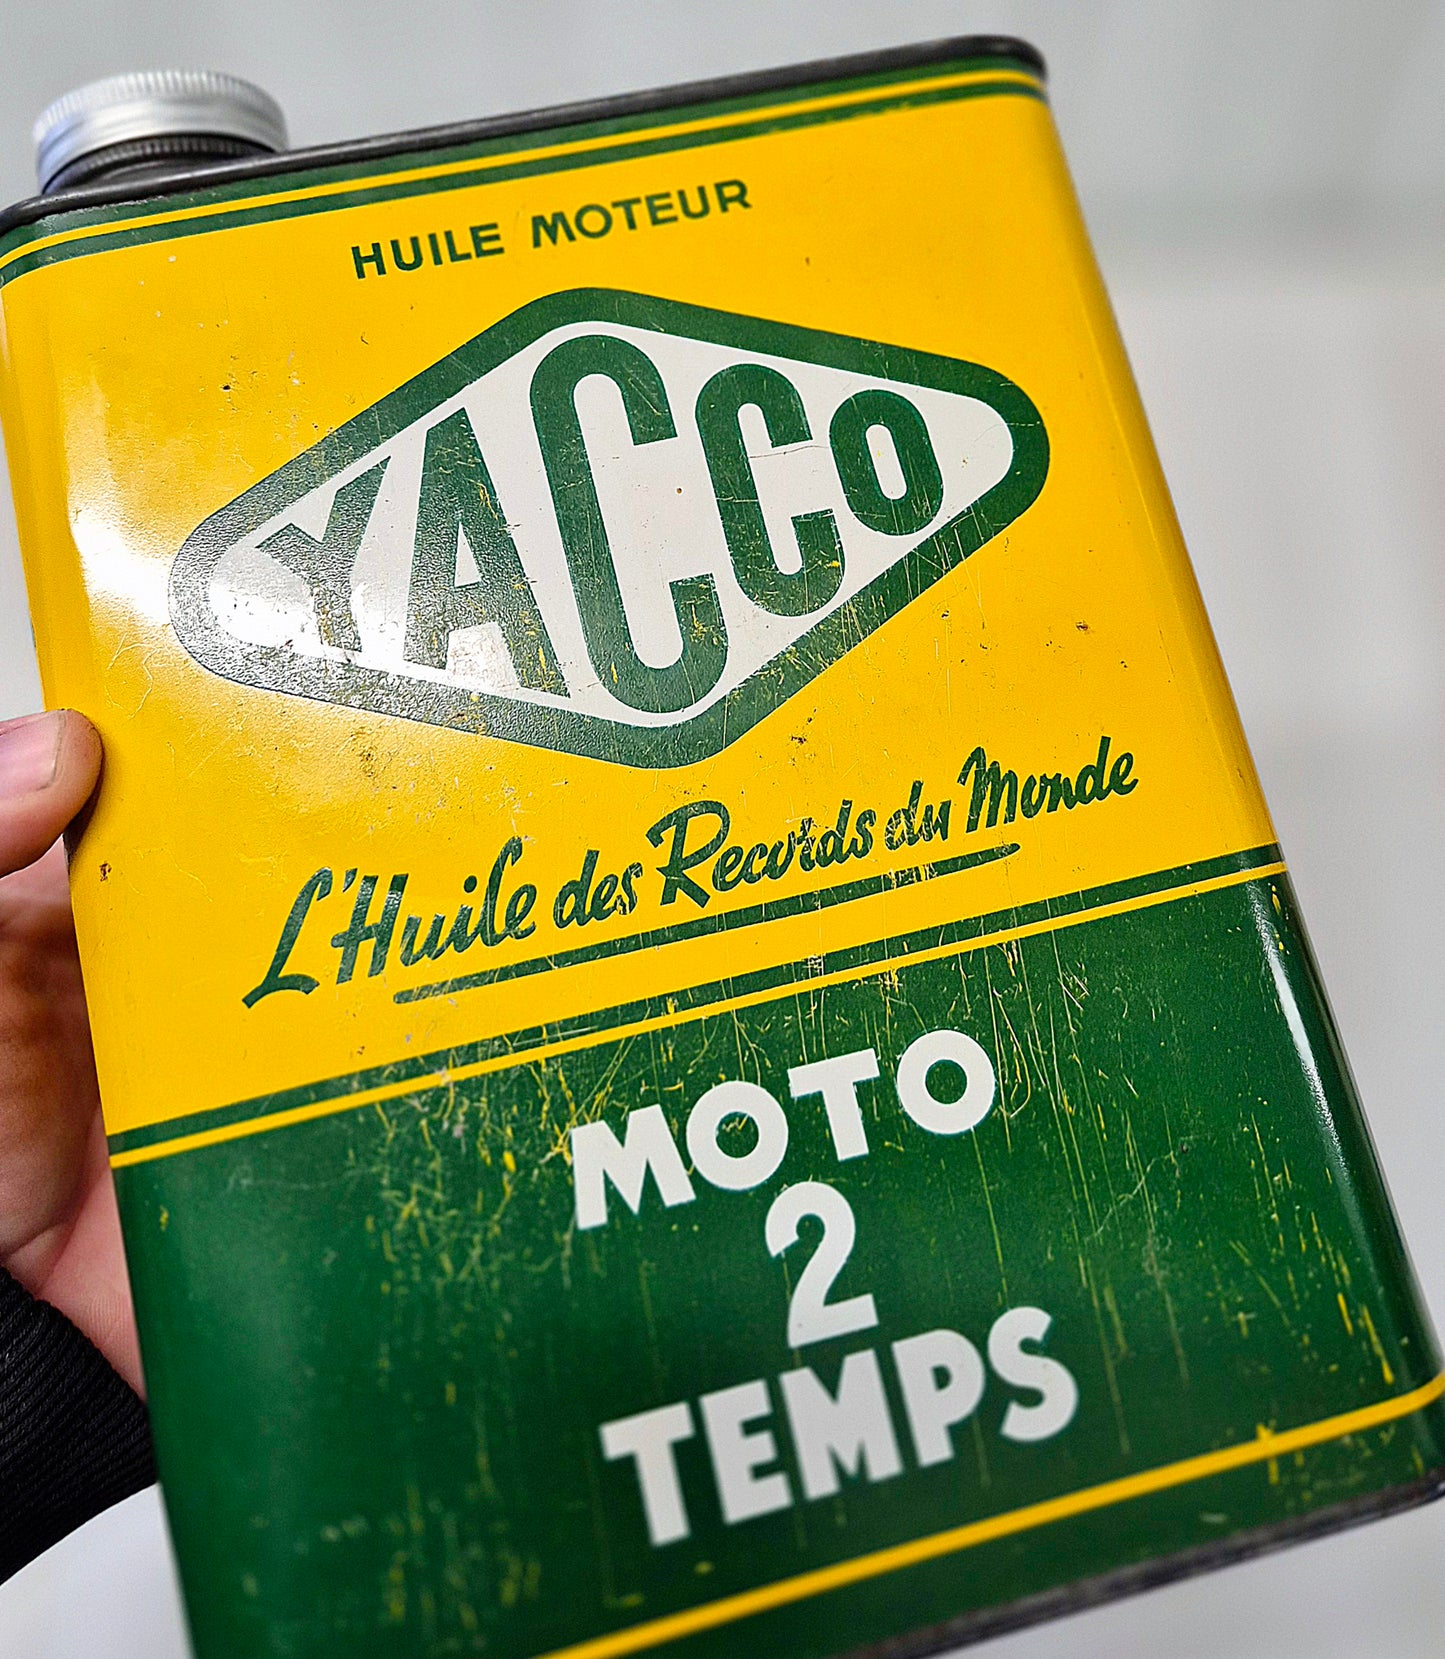 HUILE MOTEUR
YACCO
L'Huile des Records du Monde
MOTO
2
TEMPS